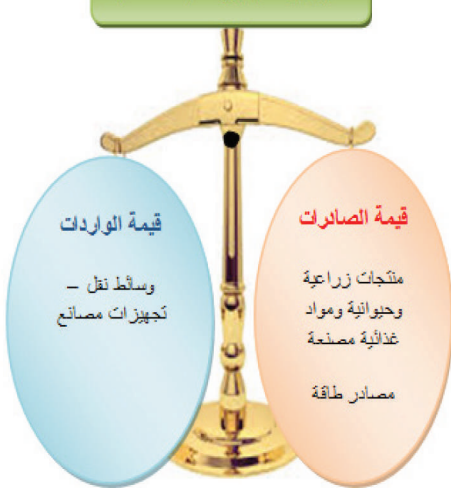 قيمة الصادرات
منتجات زراعية
وحيوانية ومواد
غذائية مصنعة
مصادر طاقة
قيمة الواردات
وسائط نقل –
تجهيزات مصانع